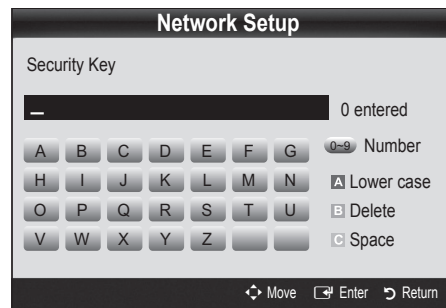 Network Setup
Security Key
_ 0 entered
A B C D E F G 0~9 Number
H I J K L M N A Lower case
O P Q R S T U B Delete
V W X Y Z C Space
Move Enter Return